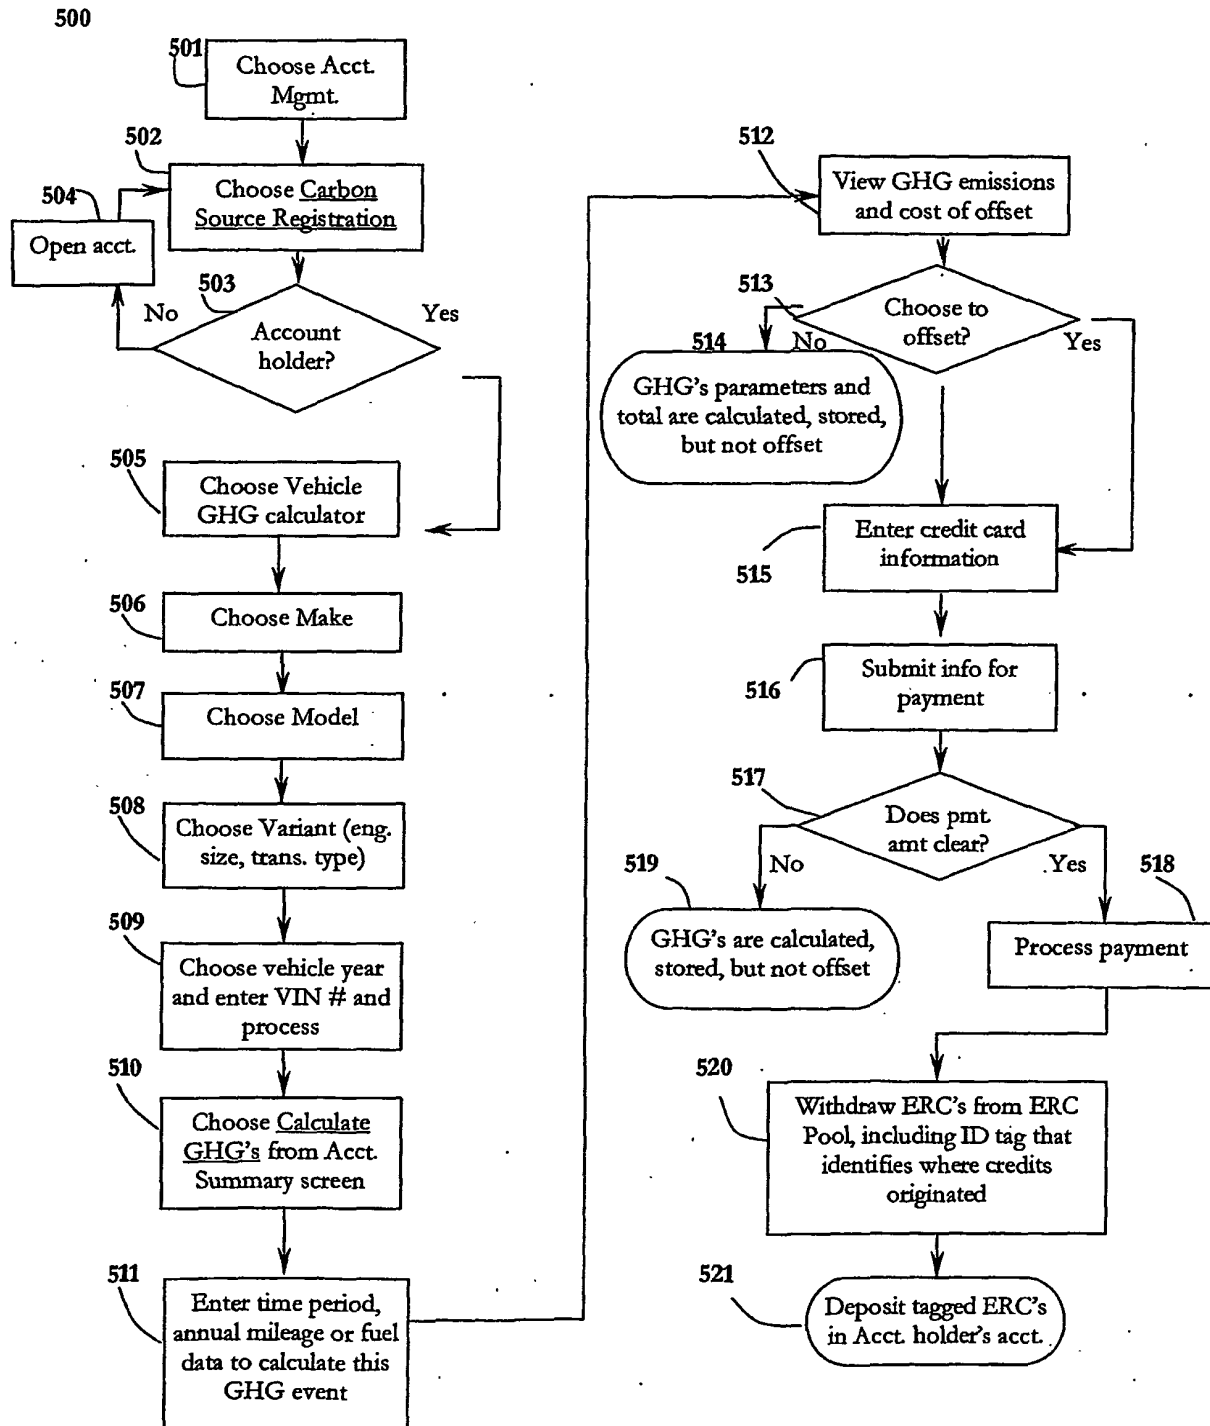 500
501
Choose Acct.
Mgmt.
502
Choose Carbon
Source Registration
504
Open acct.
503
No
Yes
Account
holder?
505
Choose Vehicle
GHG calculator
506
Choose Make
507
Choose Model
508
Choose Variant (eng.
size, trans. type)
509
Choose vehicle year
and enter VIN # and
process
510
Choose Calculate
GHG's from Acct.
Summary screen
511
Enter time period,
annual mileage or fuel
data to calculate this
GHG event
512
View GHG emissions
and cost of offset
513
Choose to
offset?
No
Yes
514
GHG's parameters and
total are calculated, stored,
but not offset
515
Enter credit card
information
516
Submit info for
payment
517
Does pmt.
amt clear?
No
Yes
519
GHG's are calculated,
stored, but not offset
518
Process payment
520
Withdraw ERC's from ERC
Pool, including ID tag that
identifies where credits
originated
521
Deposit tagged ERC's
in Acct. holder's acct.